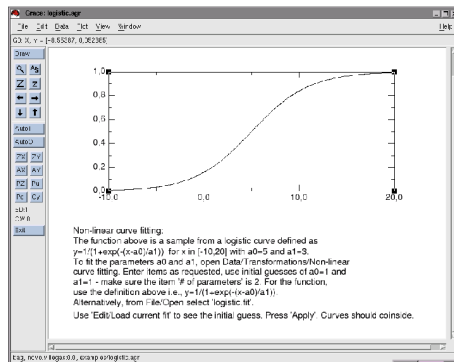 Grace: logistic.agr
File Edit Data Plot View Window Help
G0: X, Y =
Draw
AS
Z z
AutoT
AutoO
ZX ZY
AX AY
PZ Pu
Po Cy
SD:1
CW:0
Exit
1,0
0,8
0,6
0,4
0,2
0,0
-10,0 0,0 10,0 20,0
Non-linear curve fitting:
The function above is a sample from a logistic curve defined as
y=1/(1+exp(-(x-a0)/a1)) for x in [-10,20] with a0=5 and a1=3.
To fit the parameters a0 and a1, open Data/Transformations/Non-linear
curve fitting. Enter items as requested, use initial guesses of a0=1 and
a1=1 - make sure the item '# of parameters' is 2. For the function,
use the definition above i.e., y=1/(1+exp(-(x-a0)/a1)).
Alternatively, from File/Open select 'logistic fit'.
Use 'Edit/Load current fit' to see the initial guess. Press 'Apply'. Curves should coinside.